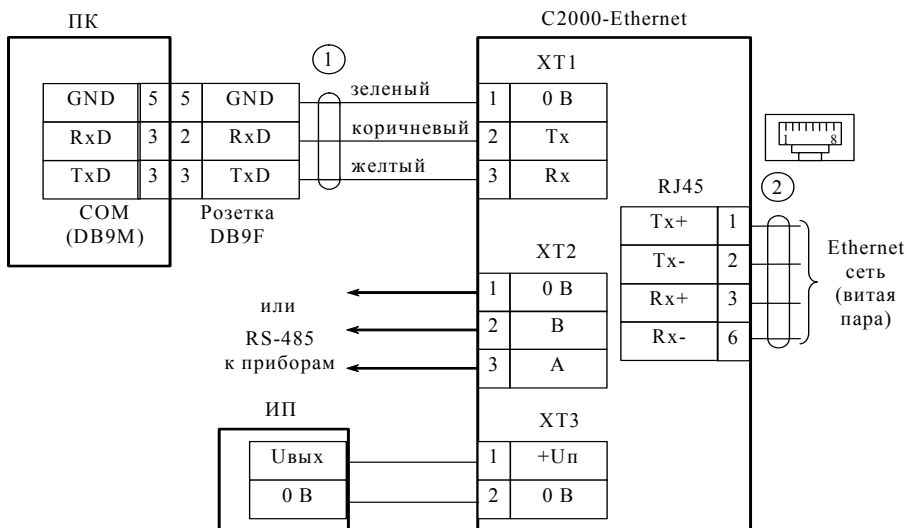 ПК
C2000-Ethernet
1
XT1
GND 5 5 GND зеленый 1 0 В
RxD 3 2 RxD коричневый 2 Tx
TxD 3 3 TxD желтый 3 Rx
COM
(DB9M)
Розетка
DB9F
1 8
RJ45
2
Tx+ 1
Tx- 2
Rx+ 3
Rx- 6
Ethernet
сеть
(витая
пара)
XT2
1 0 В
2 B
3 A
или
RS-485
к приборам
ИП
XT3
Uвых 1 +Uп
0 В 2 0 В